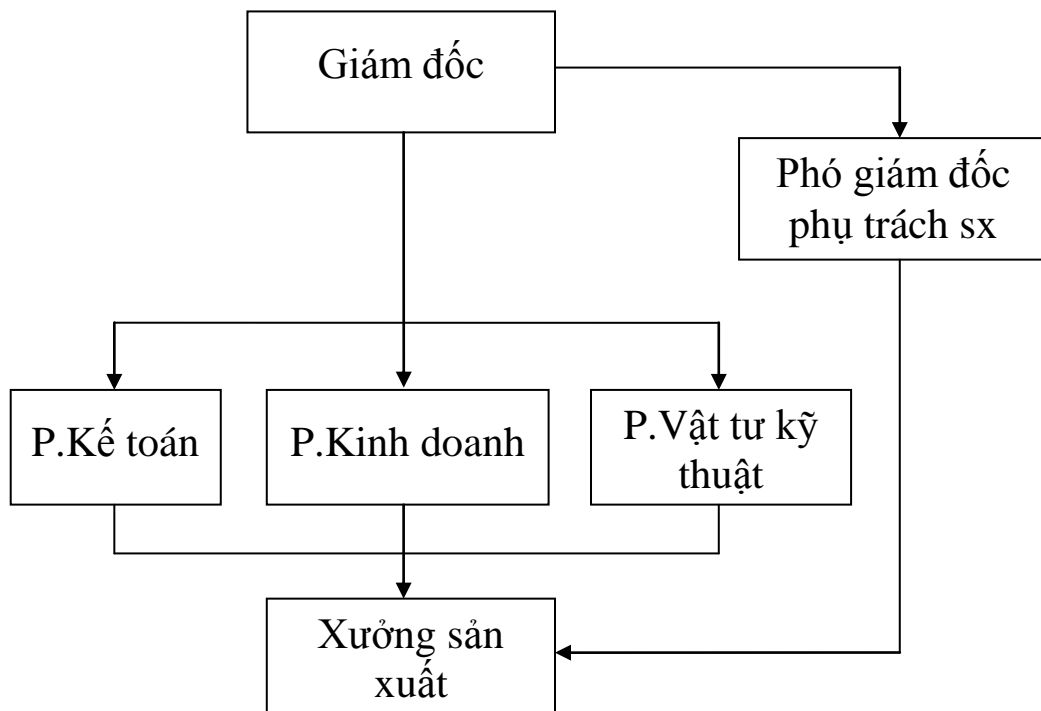 Giám đốc
Phó giám đốc
phụ trách sx
P.Kế toán
P.Kinh doanh
P.Vật tư kỹ
thuật
Xưởng sản
xuất